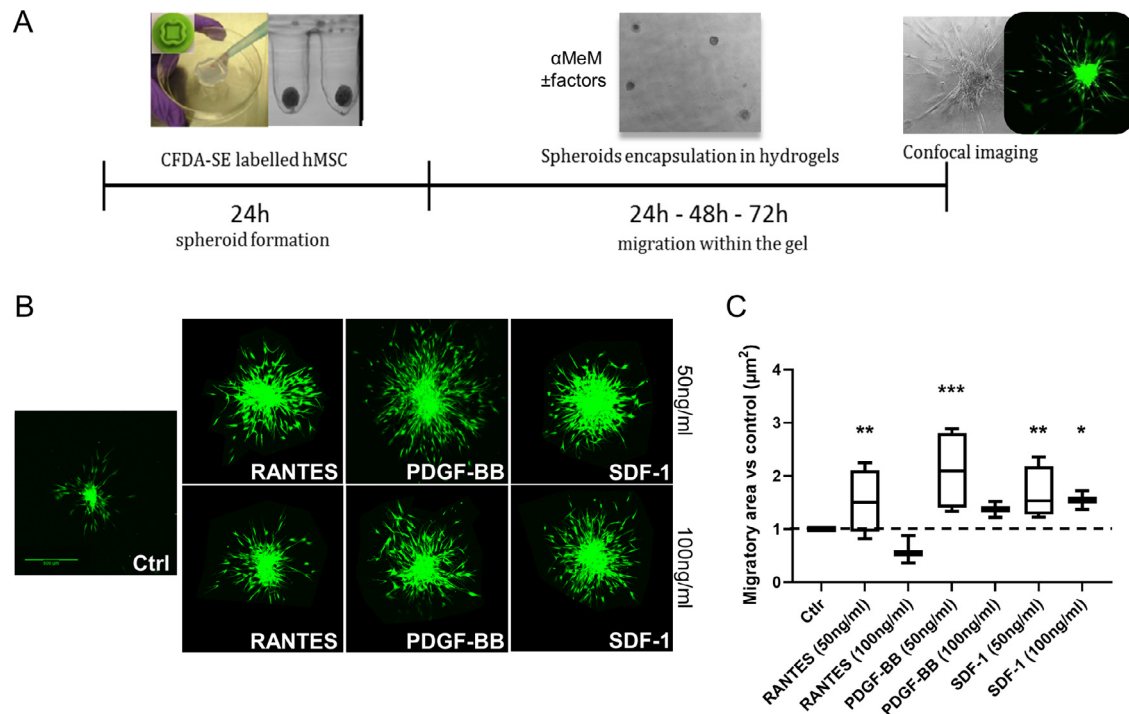 A
αMeM
±factors
CFDA-SE labelled hMSC
Spheroids encapsulation in hydrogels
Confocal imaging
24h
spheroid formation
24h - 48h - 72h
migration within the gel
B
Ctrl
RANTES
PDGF-BB
SDF-1
50ng/ml
RANTES
PDGF-BB
SDF-1
100ng/ml
C
Migratory area vs control (µm²)
4
3
2
1
0
***
**
**
*
Ctlr
RANTES (50ng/ml)
RANTES (100ng/ml)
PDGF-BB (50ng/ml)
PDGF-BB (100ng/ml)
SDF-1 (50ng/ml)
SDF-1 (100ng/ml)